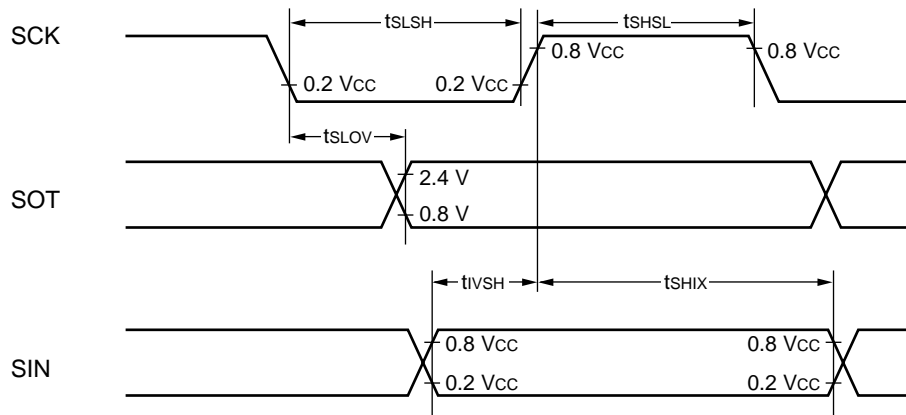 tSLSH
tSHSL
SCK
0.8 VCC
0.8 VCC
0.2 VCC
0.2 VCC
tSLOV
SOT
2.4 V
0.8 V
tIVSH
tSHIX
SIN
0.8 VCC
0.8 VCC
0.2 VCC
0.2 VCC